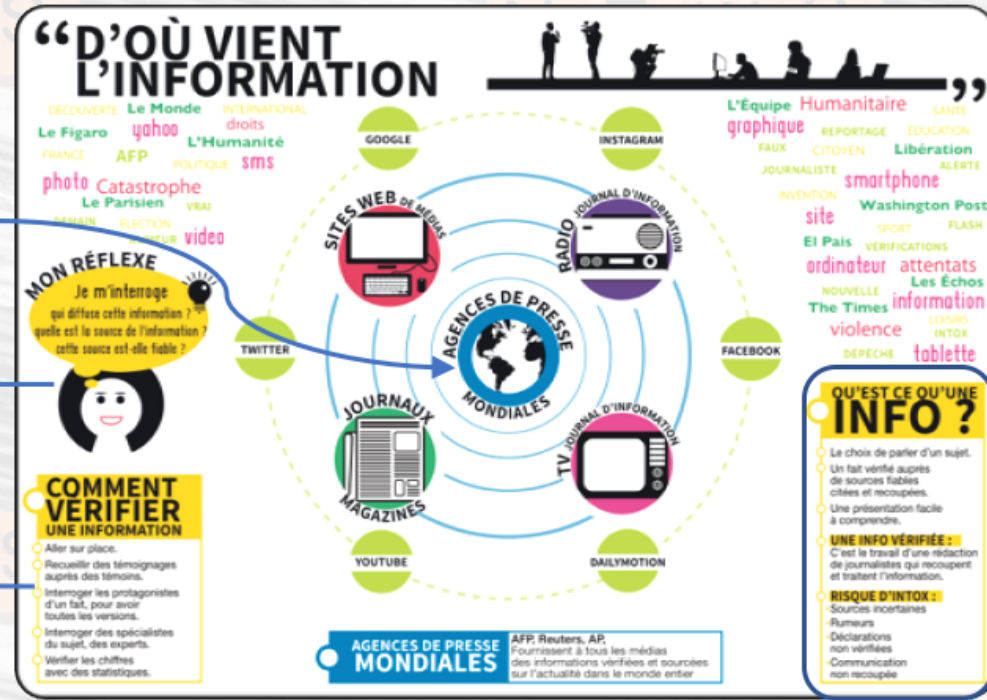 “D’OÙ VIENT
L’INFORMATION”
DÉCOUVERTE Le Monde INTERNATIONAL
Le Figaro yahoo droits
L'Humanité
FRANCE AFP POLITIQUE sms
photo Catastrophe
Le Parisien VRAI
DEMAIN ÉLECTION
video
L'Équipe Humanitaire SANTÉ
graphique REPORTAGE ÉDUCATION
FAUX CITOYEN Libération
JOURNALISTE ALERTE
smartphone
INVENTION Washington Post
site SPORT FLASH
El Pais VÉRIFICATIONS
ordinateur attentats
NOUVELLE Les Échos
The Times information
violence LOISIRS
INTOX
DÉPÊCHE tablette
GOOGLE
INSTAGRAM
TWITTER
FACEBOOK
YOUTUBE
DAILYMOTION
SITES WEB DE MÉDIAS
RADIO JOURNAL D'INFORMATION
AGENCES DE PRESSE
MONDIALES
JOURNAUX
MAGAZINES
TV JOURNAL D'INFORMATION
MON RÉFLEXE
Je m'interroge
qui diffuse cette information ?
quelle est la source de l'information ?
cette source est-elle fiable ?
COMMENT
VÉRIFIER
UNE INFORMATION
Aller sur place.
Recueillir des témoignages
auprès des témoins.
Interroger les protagonistes
d'un fait, pour avoir
toutes les versions.
Interroger des spécialistes
du sujet, des experts.
Vérifier les chiffres
avec des statistiques.
AGENCES DE PRESSE
MONDIALES
AFP, Reuters, AP,
Fournissent à tous les médias
des informations vérifiées et sourcées
sur l'actualité dans le monde entier
QU'EST CE QU'UNE
INFO ?
Le choix de parler d'un sujet.
Un fait vérifié auprès
de sources fiables
citées et recoupées.
Une présentation facile
à comprendre.
UNE INFO VÉRIFIÉE :
C'est le travail d'une rédaction
de journalistes qui recoupent
et traitent l'information.
RISQUE D'INTOX :
-Sources incertaines
-Rumeurs
-Déclarations
non vérifiées
-Communication
non recoupée